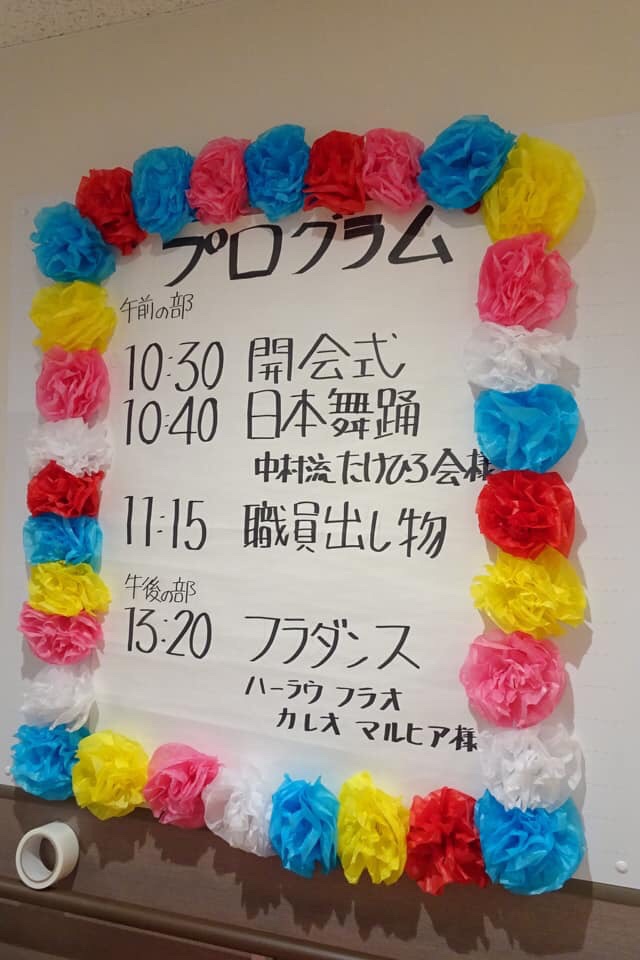 プログラム
午前の部
10:30 開会式
10:40 日本舞踊
中村流たけひろ会様
11:15 職員出し物
午後の部
13:20 フラダンス
ハーラウ フラオ
カレオ マルヒア様